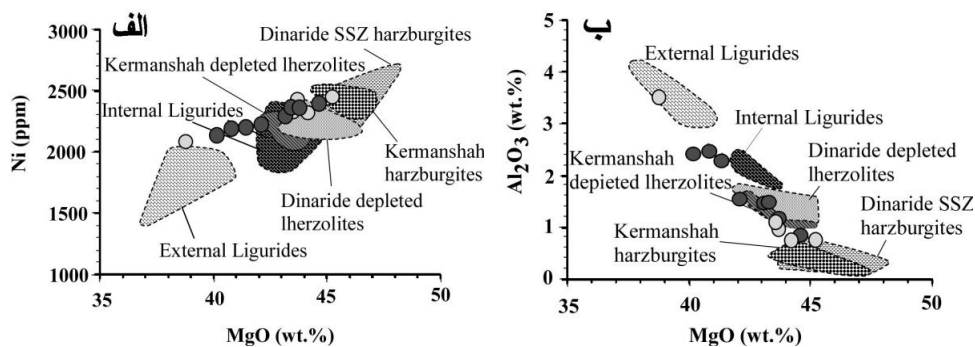 الف
3000
2500
2000
1500
1000
Ni (ppm)
35
40
45
50
MgO (wt.%)
Dinaride SSZ harzburgites
Kermanshah depleted lherzolites
Internal Ligurides
Kermanshah
harzburgites
Dinaride depleted
lherzolites
External Ligurides
ب
5
4
3
2
1
0
Al2O3 (wt.%)
35
40
45
50
MgO (wt.%)
External Ligurides
Internal Ligurides
Kermanshah
depieted lherzolites
Dinaride depleted
lherzolites
Dinaride SSZ
harzburgites
Kermanshah
harzburgites